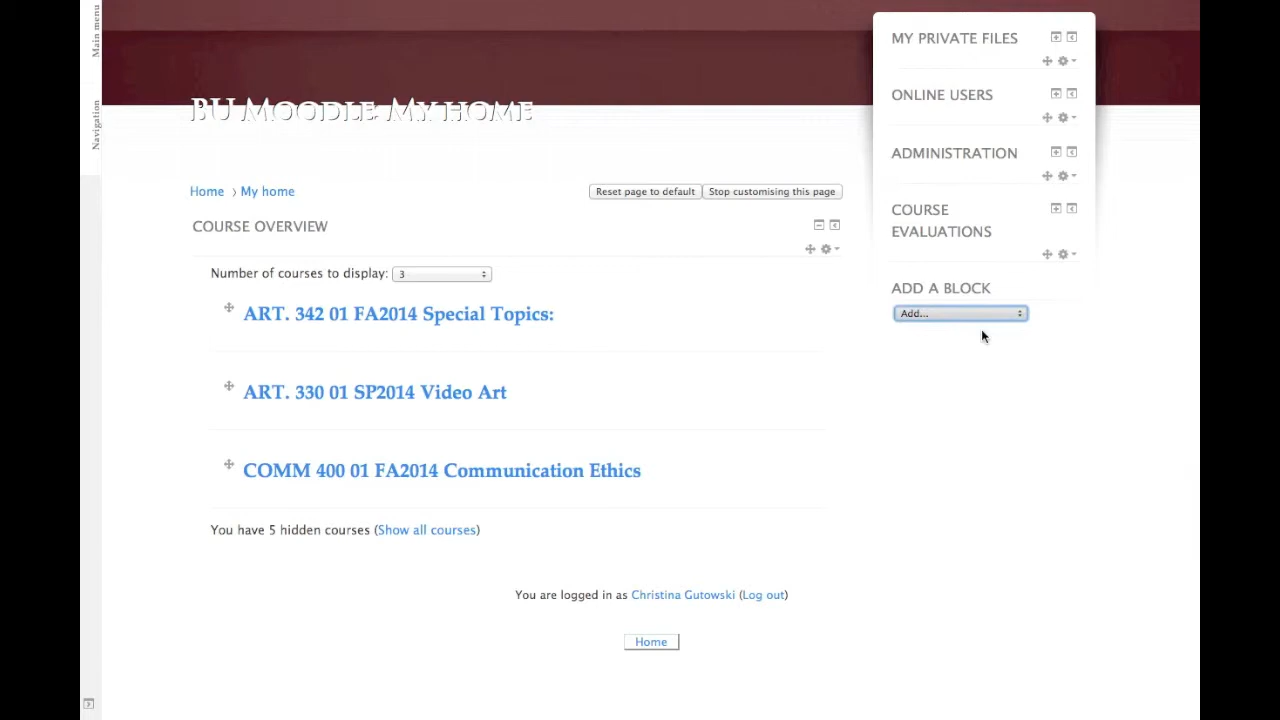 Main menu
Navigation
BU Moodle My home
Home › My home
Reset page to default
Stop customising this page
COURSE OVERVIEW
Number of courses to display: 3
ART. 342 01 FA2014 Special Topics:
ART. 330 01 SP2014 Video Art
COMM 400 01 FA2014 Communication Ethics
You have 5 hidden courses (Show all courses)
You are logged in as Christina Gutowski (Log out)
Home
MY PRIVATE FILES
ONLINE USERS
ADMINISTRATION
COURSE
EVALUATIONS
ADD A BLOCK
Add...